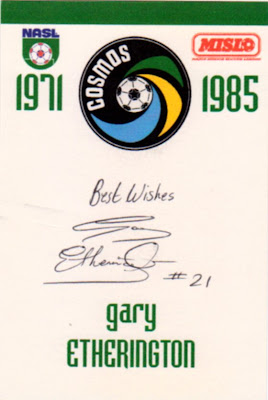 NASL
MISL
1971
COSMOS
1985
Best Wishes
Gary
Etherington
#21
gary
ETHERINGTON